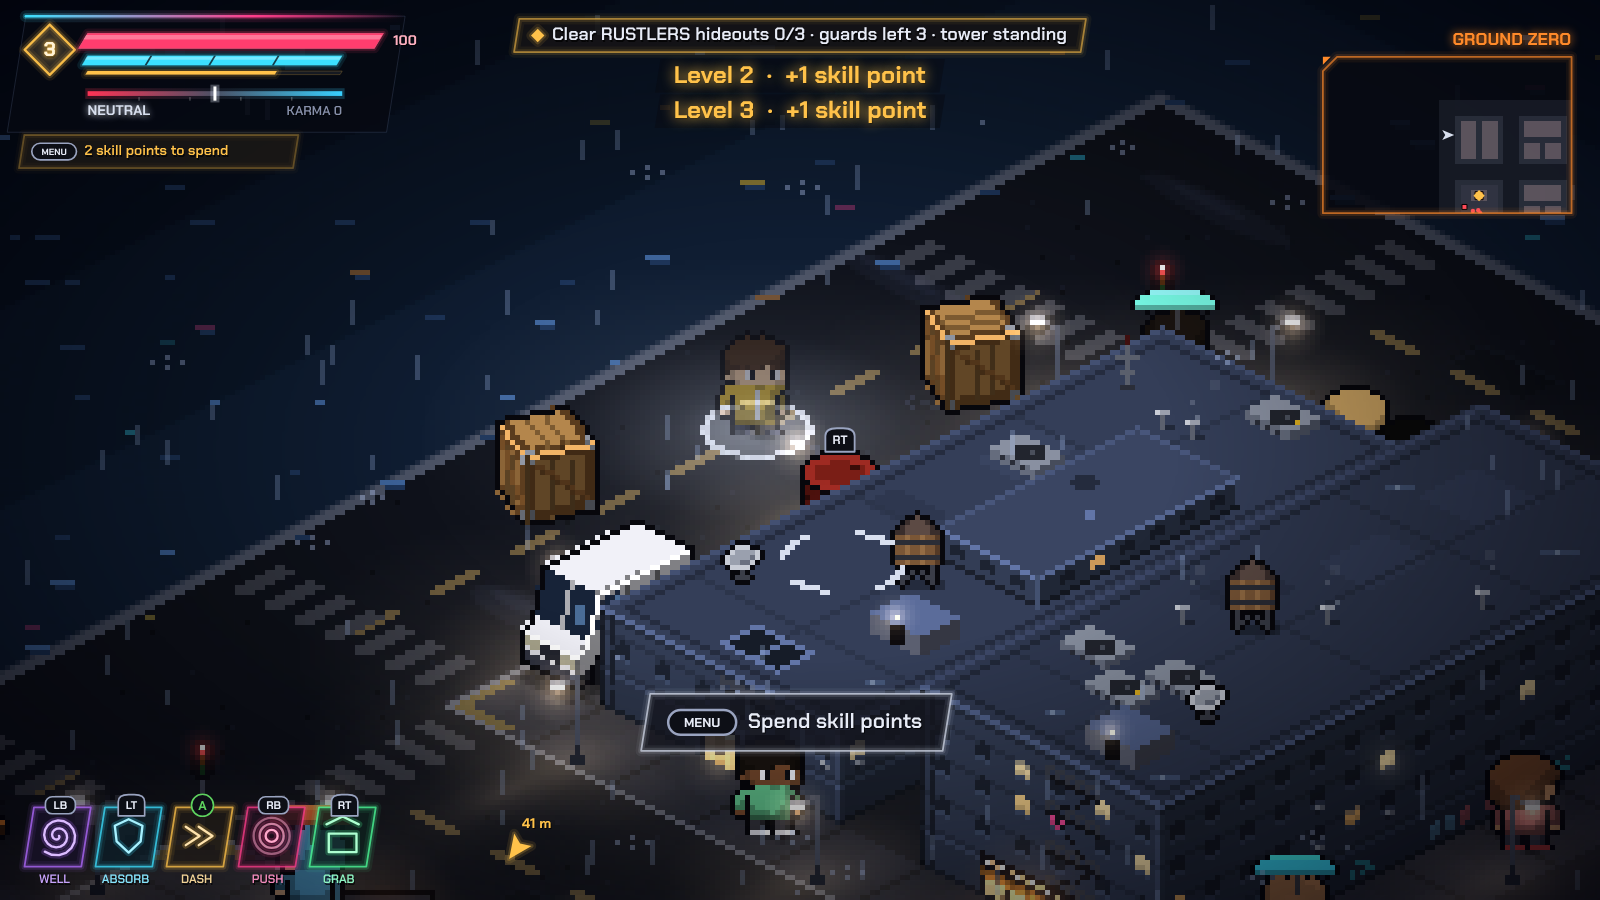 3
100
NEUTRAL
KARMA 0
MENU 2 skill points to spend
Clear RUSTLERS hideouts 0/3 · guards left 3 · tower standing
Level 2 · +1 skill point
Level 3 · +1 skill point
GROUND ZERO
RT
MENU Spend skill points
41 m
LB
LT
A
RB
RT
WELL
ABSORB
DASH
PUSH
GRAB